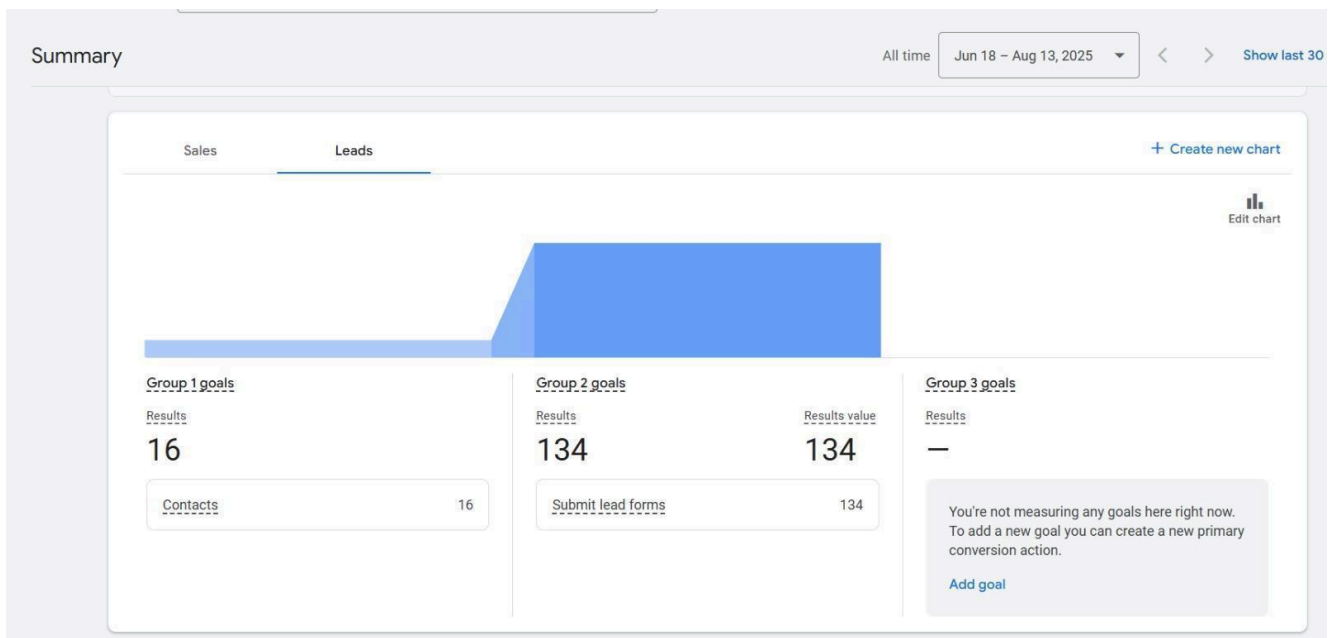 Summary
All time
Jun 18 – Aug 13, 2025
Show last 30
Sales
Leads
+ Create new chart
Edit chart
Group 1 goals
Results
16
Contacts
16
Group 2 goals
Results
Results value
134
134
Submit lead forms
134
Group 3 goals
Results
—
You're not measuring any goals here right now.
To add a new goal you can create a new primary
conversion action.
Add goal